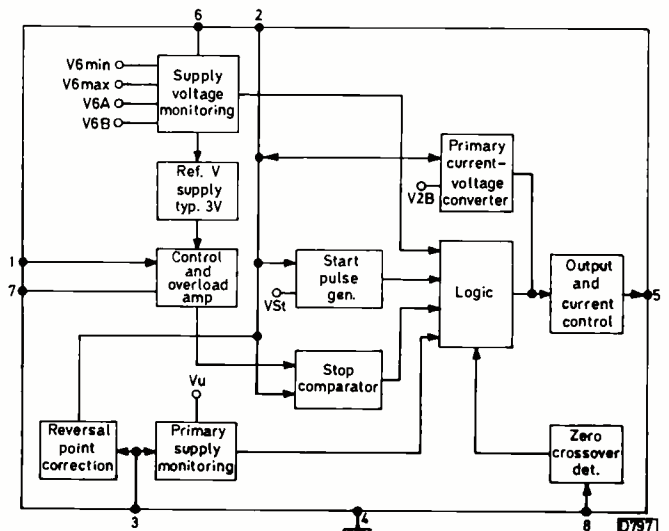 6
2
V6min
V6max
V6A
V6B
Supply
voltage
monitoring
Primary
current-
voltage
converter
V2B
Ref. V
supply
typ. 3V
1
7
Control
and
overload
amp
Start
pulse
gen.
VSt
Logic
Output
and
current
control
5
Stop
comparator
Vu
Reversal
point
correction
Primary
supply
monitoring
Zero
crossover
det.
3
4
8
D797